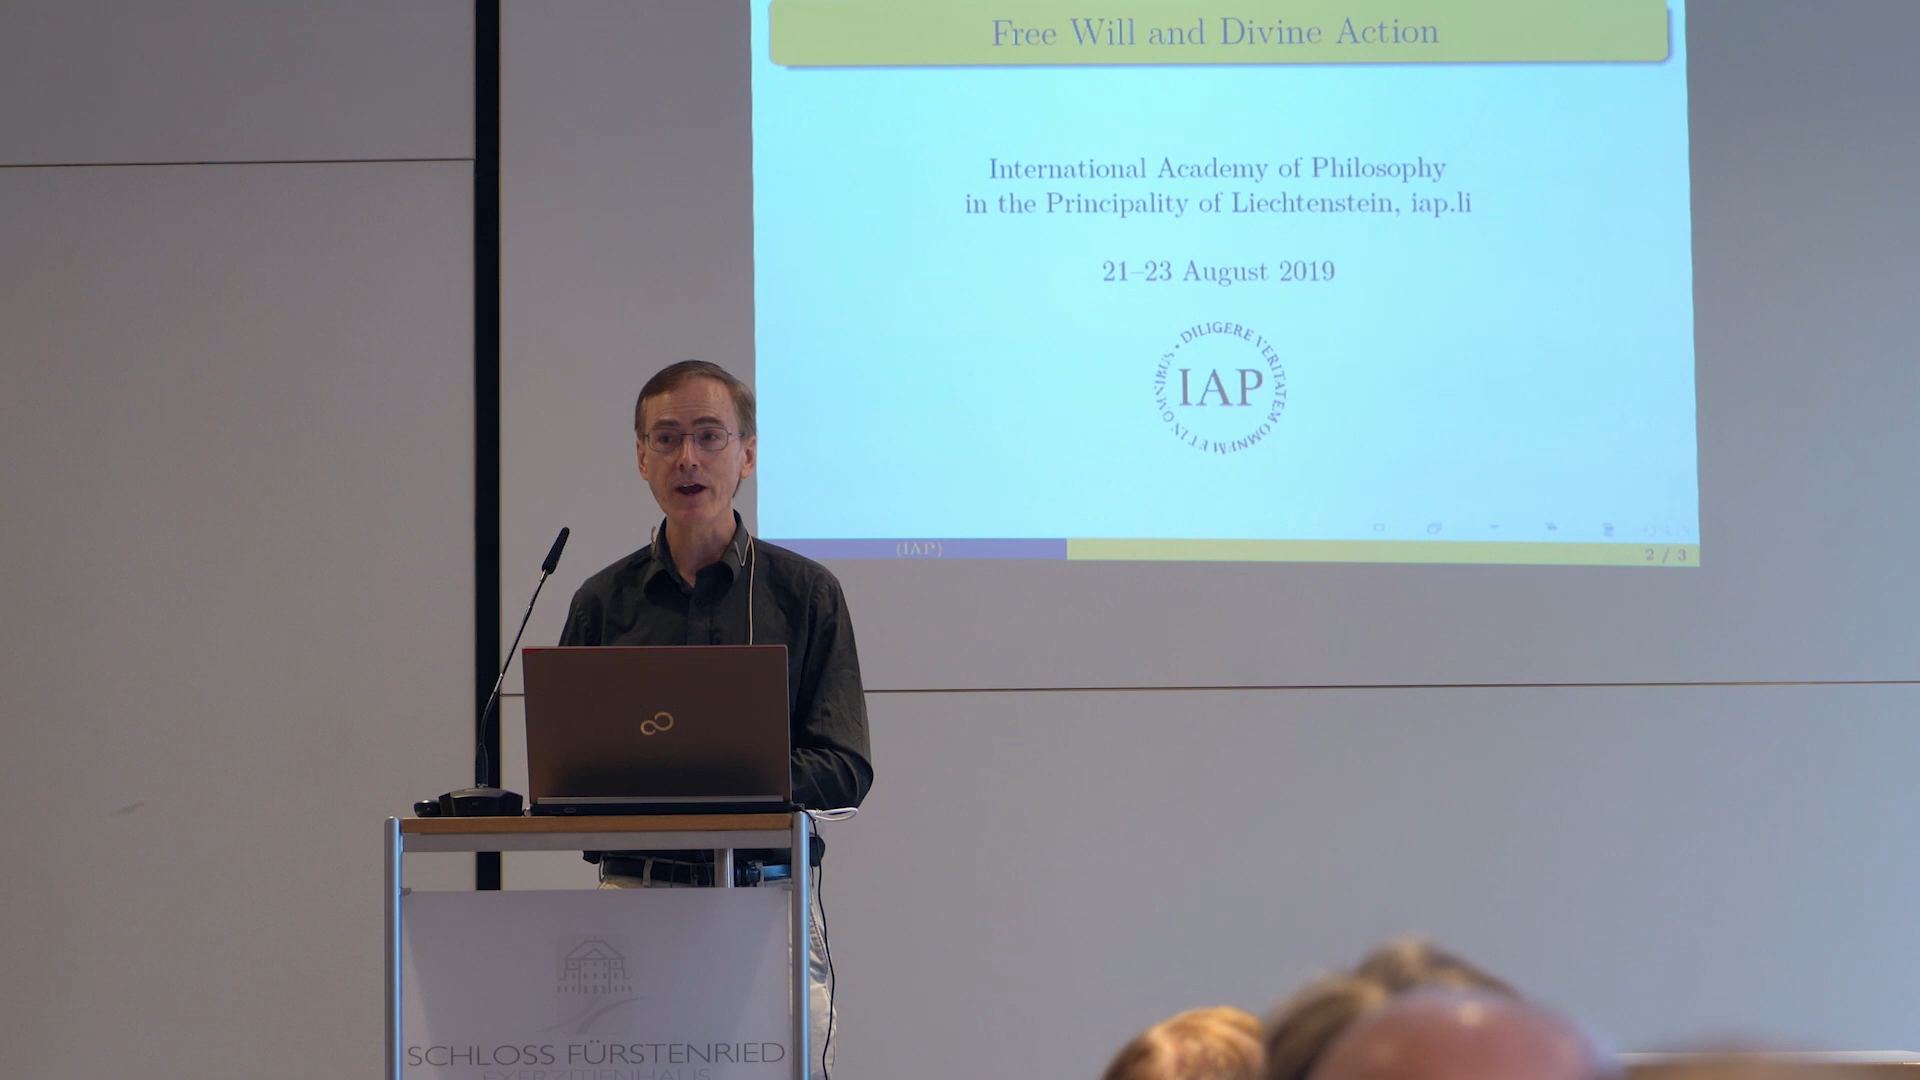 Free Will and Divine Action
International Academy of Philosophy
in the Principality of Liechtenstein, iap.li
21–23 August 2019
DILIGERE VERITATEM OMNEM ET IN OMNIBUS •
IAP
(IAP)
2 / 3
SCHLOSS FÜRSTENRIED
EXERZITIENHAUS